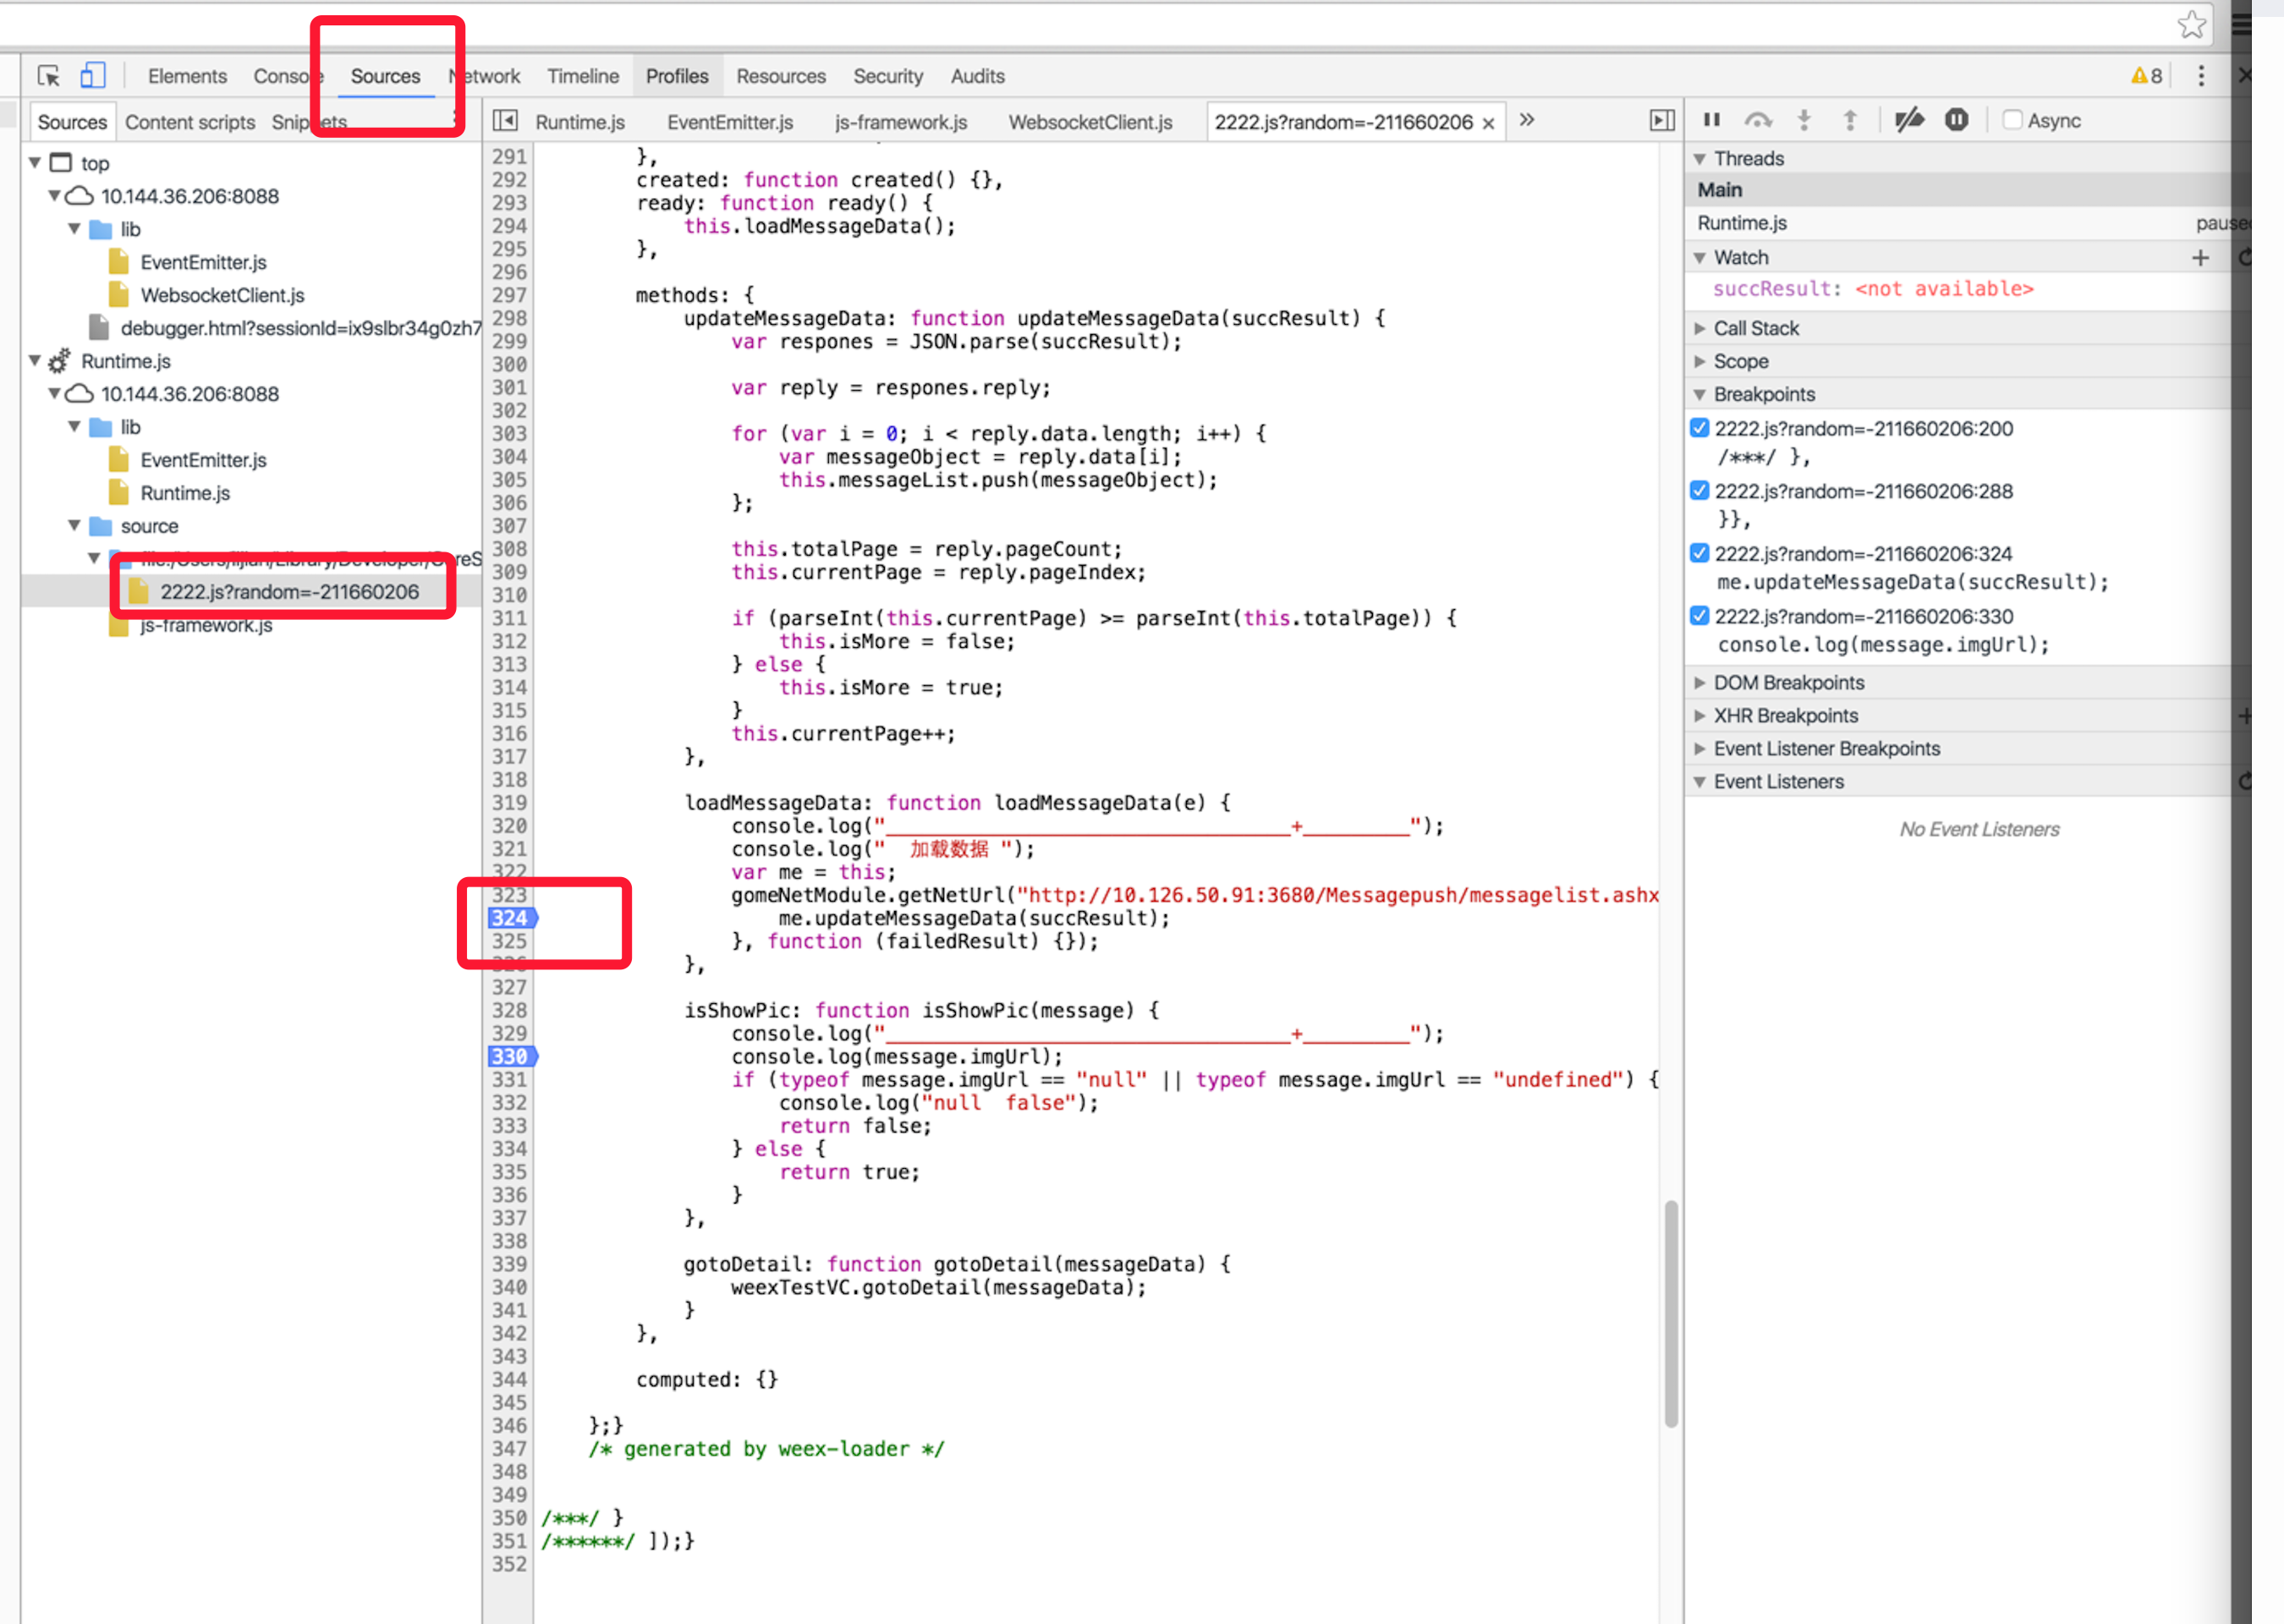 Elements Console Sources Network Timeline Profiles Resources Security Audits 8
Sources Content scripts Snippets
Runtime.js EventEmitter.js js-framework.js WebsocketClient.js 2222.js?random=-211660206 × »
Async
top
10.144.36.206:8088
lib
EventEmitter.js
WebsocketClient.js
debugger.html?sessionId=ix9slbr34g0zh7
Runtime.js
10.144.36.206:8088
lib
EventEmitter.js
Runtime.js
source
2222.js?random=-211660206
js-framework.js
291 },
292 created: function created() {},
293 ready: function ready() {
294 this.loadMessageData();
295 },
296
297 methods: {
298 updateMessageData: function updateMessageData(succResult) {
299 var respones = JSON.parse(succResult);
300
301 var reply = respones.reply;
302
303 for (var i = 0; i < reply.data.length; i++) {
304 var messageObject = reply.data[i];
305 this.messageList.push(messageObject);
306 };
307
308 this.totalPage = reply.pageCount;
309 this.currentPage = reply.pageIndex;
310
311 if (parseInt(this.currentPage) >= parseInt(this.totalPage)) {
312 this.isMore = false;
313 } else {
314 this.isMore = true;
315 }
316 this.currentPage++;
317 },
318
319 loadMessageData: function loadMessageData(e) {
320 console.log("__________________________________+_________");
321 console.log("  加载数据 ");
322 var me = this;
323 gomeNetModule.getNetUrl("http://10.126.50.91:3680/Messagepush/messagelist.ashx
324 me.updateMessageData(succResult);
325 }, function (failedResult) {});
326 },
327
328 isShowPic: function isShowPic(message) {
329 console.log("__________________________________+_________");
330 console.log(message.imgUrl);
331 if (typeof message.imgUrl == "null" || typeof message.imgUrl == "undefined") {
332 console.log("null  false");
333 return false;
334 } else {
335 return true;
336 }
337 },
338
339 gotoDetail: function gotoDetail(messageData) {
340 weexTestVC.gotoDetail(messageData);
341 }
342 },
343
344 computed: {}
345
346 };}
347 /* generated by weex-loader */
348
349
350 /***/ }
351 /******/ ]);}
352
Threads
Main
Runtime.js paused
Watch +
succResult: <not available>
Call Stack
Scope
Breakpoints
2222.js?random=-211660206:200
/***/ },
2222.js?random=-211660206:288
}},
2222.js?random=-211660206:324
me.updateMessageData(succResult);
2222.js?random=-211660206:330
console.log(message.imgUrl);
DOM Breakpoints
XHR Breakpoints +
Event Listener Breakpoints
Event Listeners
No Event Listeners